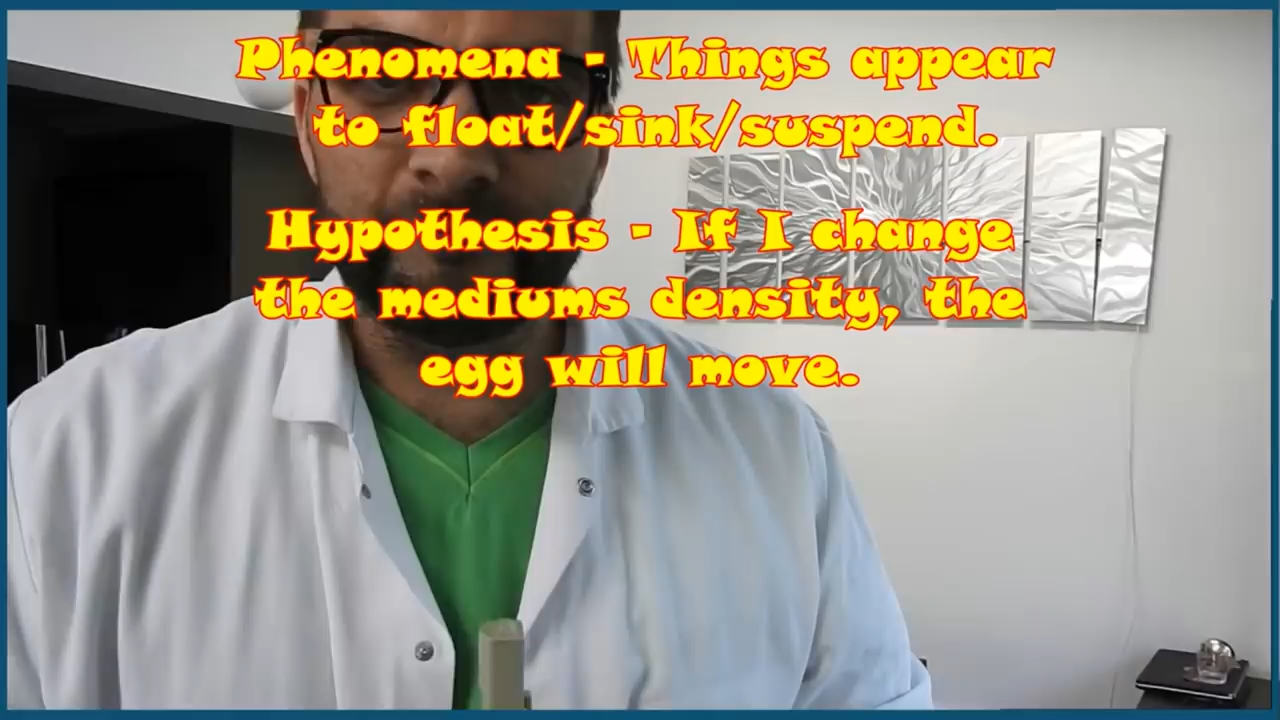 Phenomena - Things appear
to float/sink/suspend.
Hypothesis - If I change
the mediums density, the
egg will move.